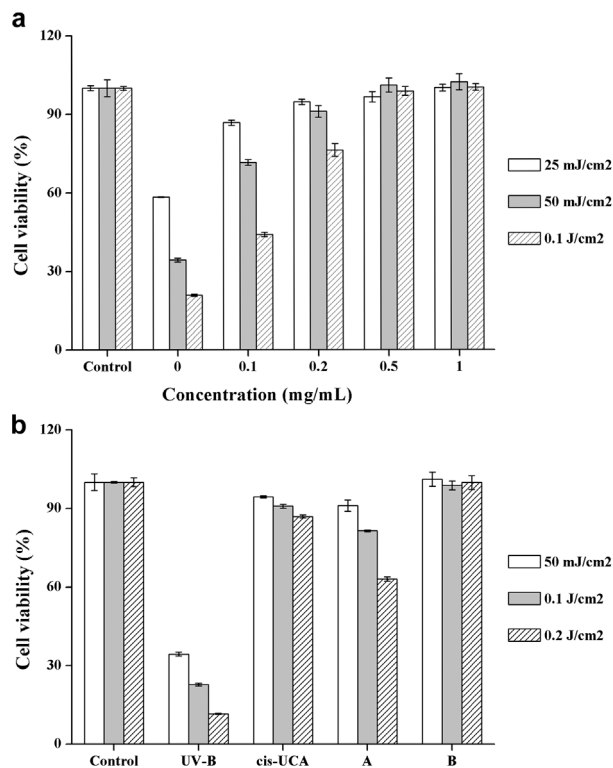 a
120
90
60
30
0
Cell viability (%)
Control 0 0.1 0.2 0.5 1
Concentration (mg/mL)
25 mJ/cm2
50 mJ/cm2
0.1 J/cm2
b
120
90
60
30
0
Cell viability (%)
Control UV-B cis-UCA A B
50 mJ/cm2
0.1 J/cm2
0.2 J/cm2